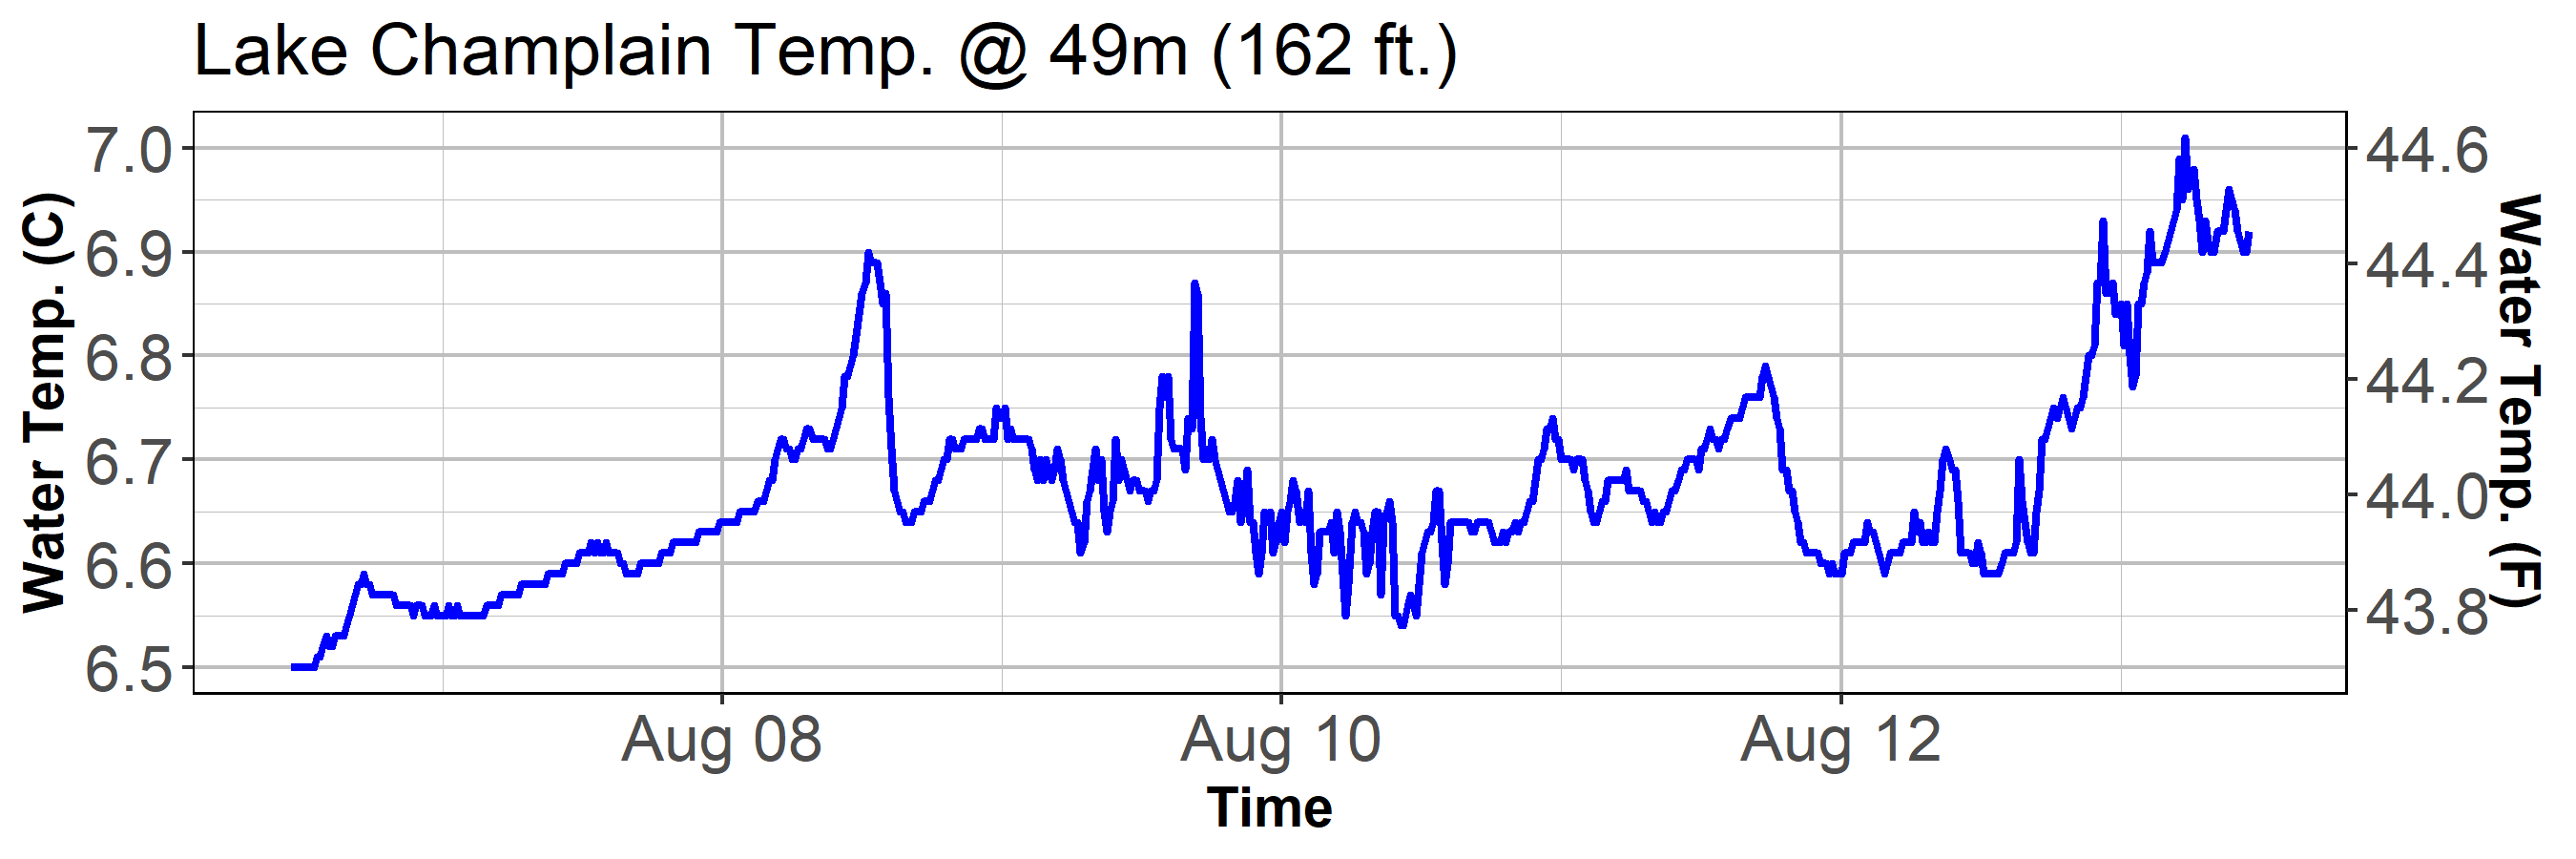 Lake Champlain Temp. @ 49m (162 ft.)
Water Temp. (C)
7.0
6.9
6.8
6.7
6.6
6.5
44.6
44.4
44.2
44.0
43.8
Water Temp. (F)
Aug 08 Aug 10 Aug 12
Time